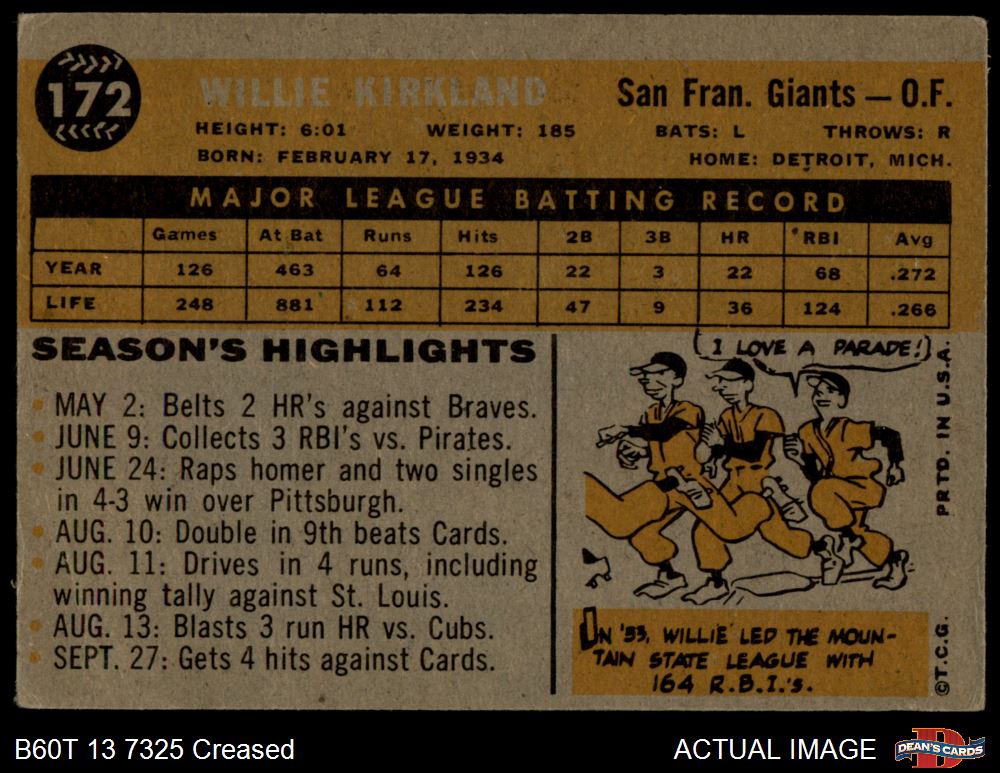 172
WILLIE KIRKLAND
San Fran. Giants — O.F.
HEIGHT: 6:01 WEIGHT: 185 BATS: L THROWS: R
BORN: FEBRUARY 17, 1934 HOME: DETROIT, MICH.
MAJOR LEAGUE BATTING RECORD
Games At Bat Runs Hits 2B 3B HR RBI Avg
YEAR 126 463 64 126 22 3 22 68 .272
LIFE 248 881 112 234 47 9 36 124 .266
SEASON'S HIGHLIGHTS
• MAY 2: Belts 2 HR's against Braves.
• JUNE 9: Collects 3 RBI's vs. Pirates.
• JUNE 24: Raps homer and two singles
in 4-3 win over Pittsburgh.
• AUG. 10: Double in 9th beats Cards.
• AUG. 11: Drives in 4 runs, including
winning tally against St. Louis.
• AUG. 13: Blasts 3 run HR vs. Cubs.
• SEPT. 27: Gets 4 hits against Cards.
I LOVE A PARADE!
IN '53, WILLIE LED THE MOUN-
TAIN STATE LEAGUE WITH
164 R.B.I.'s.
©T.C.G. PRTD. IN U.S.A.
B60T 13 7325 Creased
ACTUAL IMAGE
DEAN'S CARDS